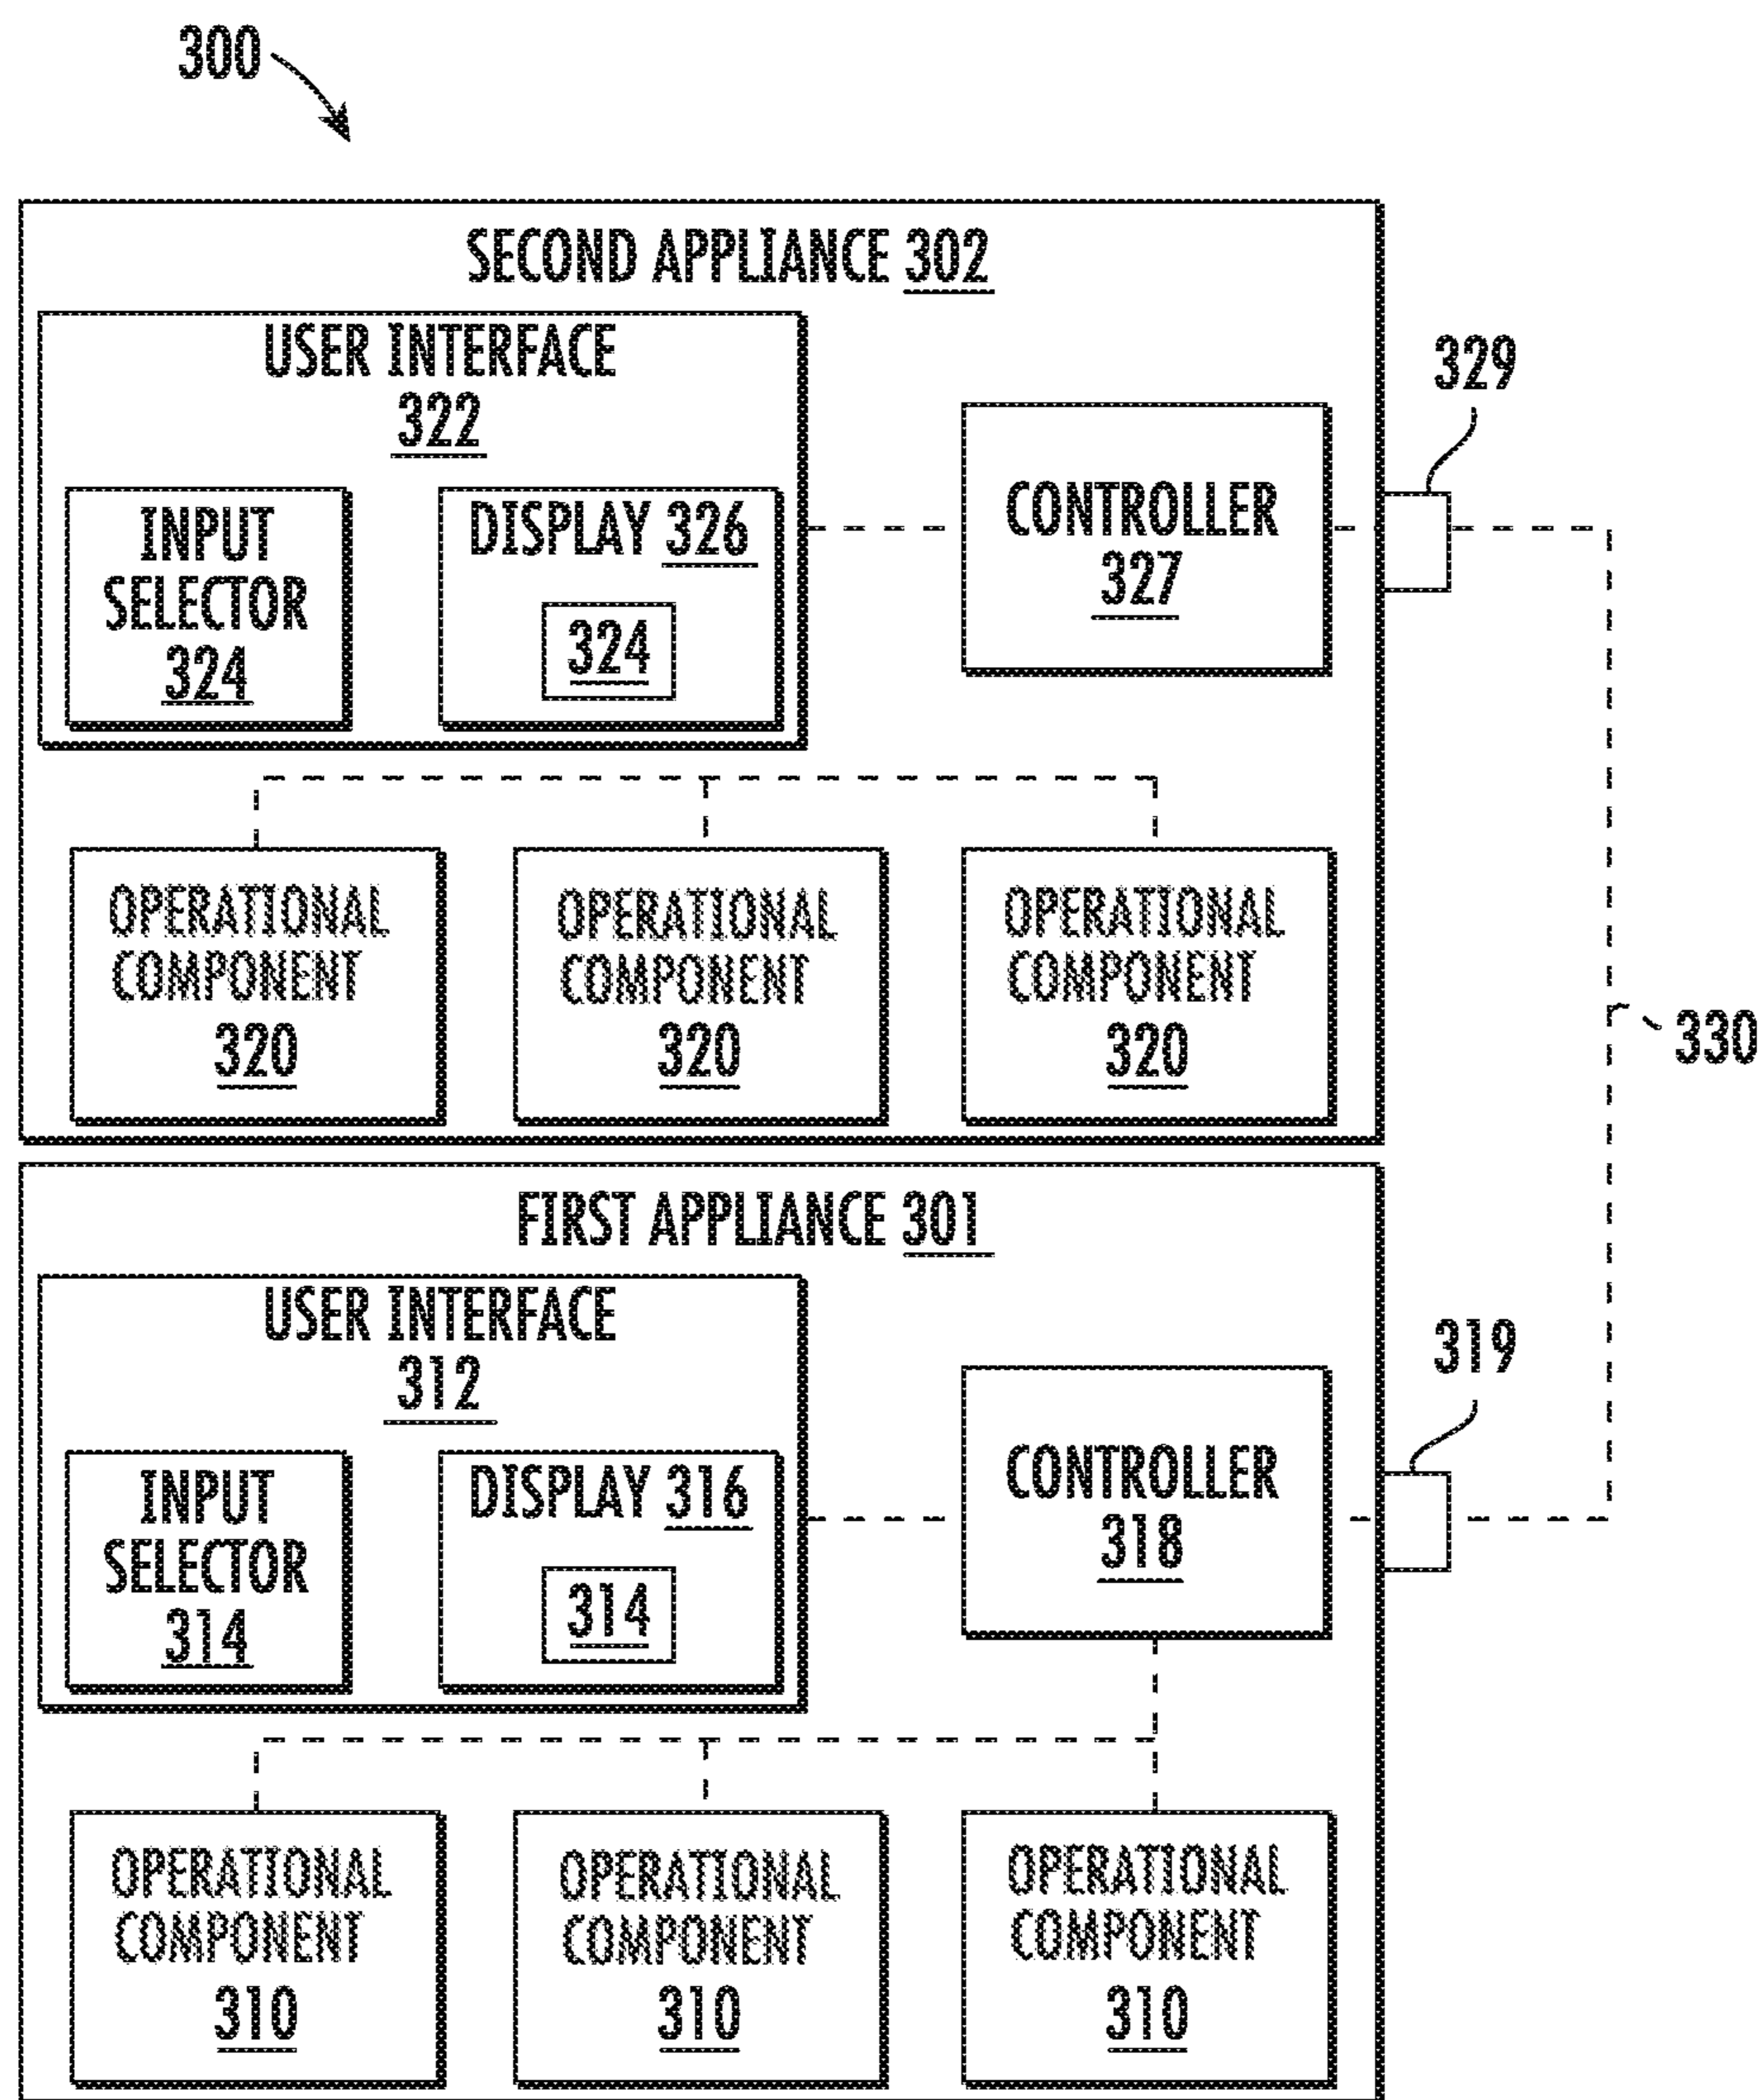 300
SECOND APPLIANCE 302
USER INTERFACE
322
329
INPUT
SELECTOR
324
DISPLAY 326
324
CONTROLLER
327
OPERATIONAL
COMPONENT
320
OPERATIONAL
COMPONENT
320
OPERATIONAL
COMPONENT
320
330
FIRST APPLIANCE 301
USER INTERFACE
312
319
INPUT
SELECTOR
314
DISPLAY 316
314
CONTROLLER
318
OPERATIONAL
COMPONENT
310
OPERATIONAL
COMPONENT
310
OPERATIONAL
COMPONENT
310